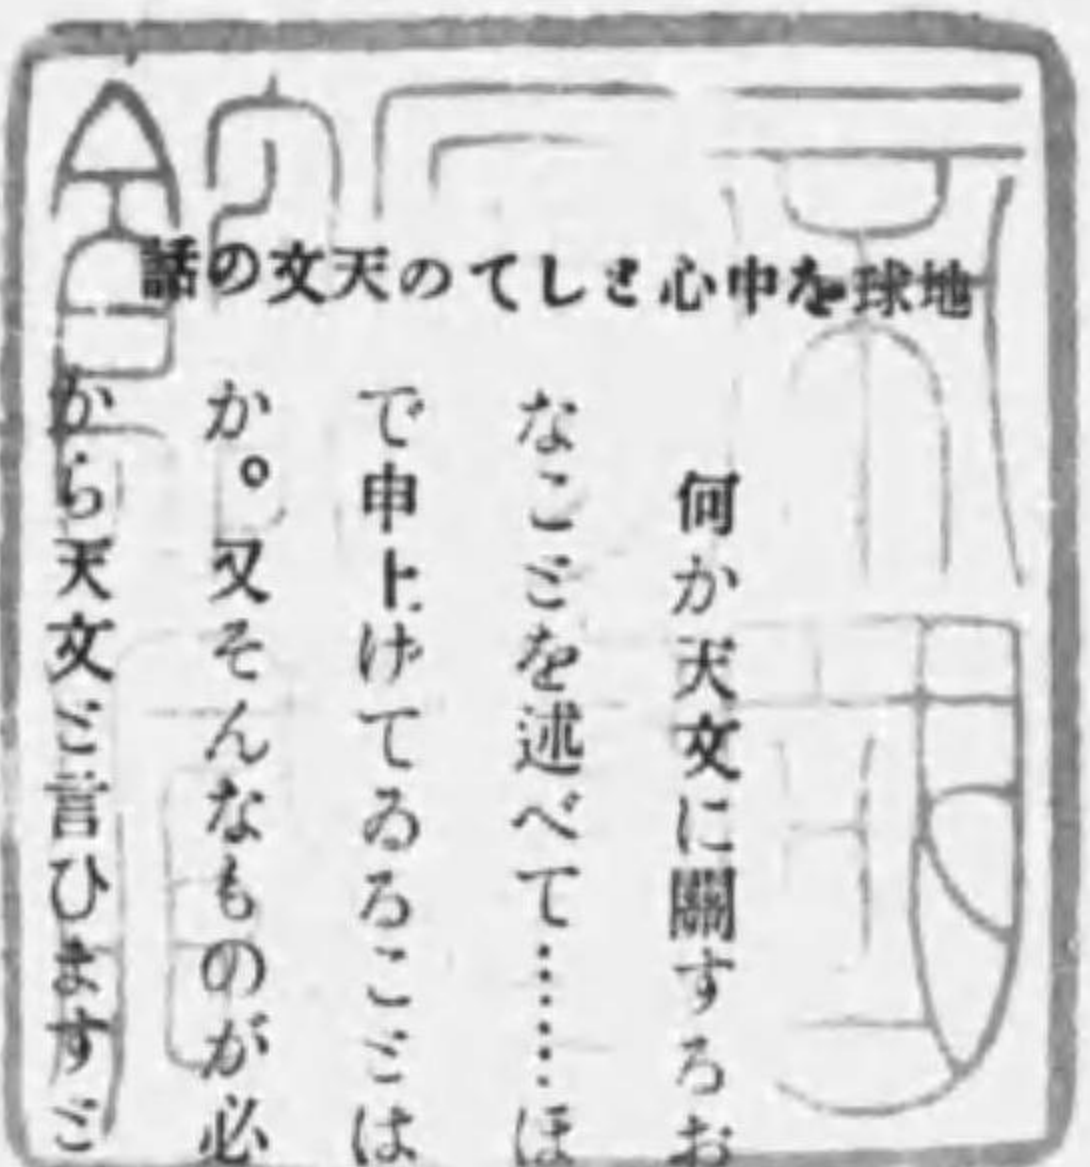 地球を中心としての天文の話
何か天文に關するお
なことを述べて……ほ
で申上げてゐることは
か。又そんなものが必
から天文と言ひますと